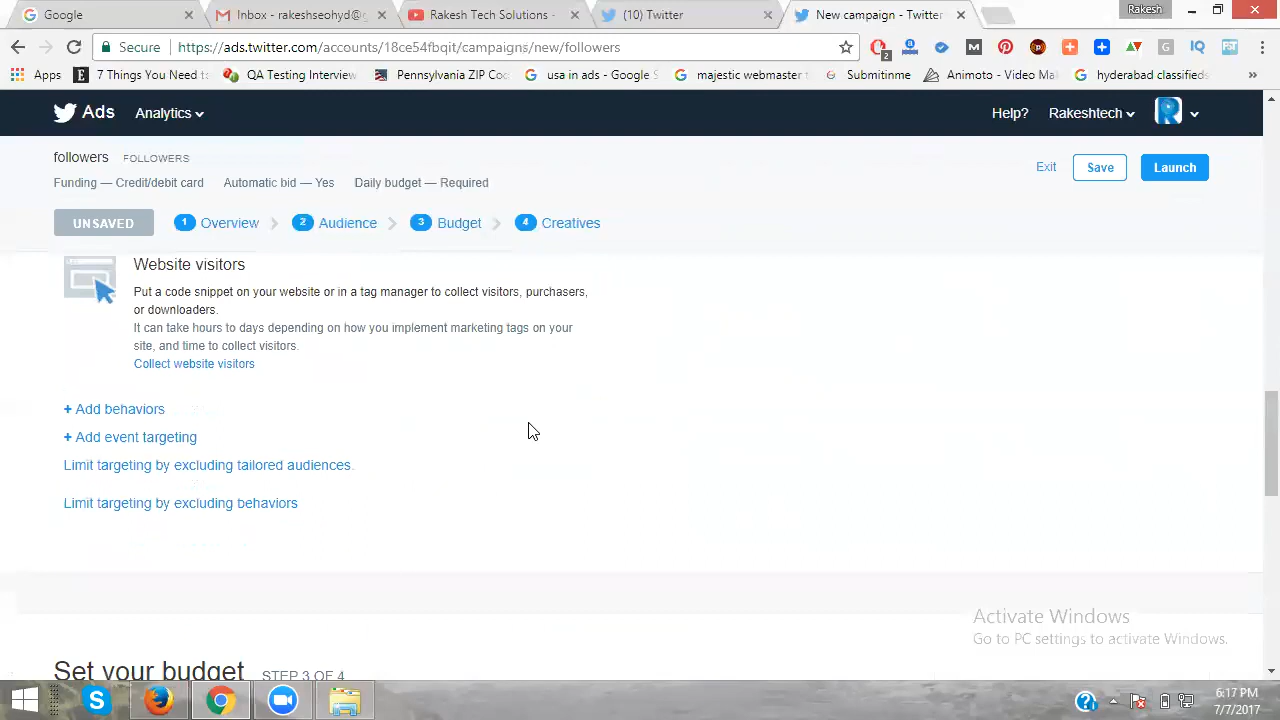 Google
Inbox - rakeshseohyd@g
Rakesh Tech Solutions
(10) Twitter
New campaign - Twitter
Rakesh
Secure
https://ads.twitter.com/accounts/18ce54fbqit/campaigns/new/followers
2
Apps
7 Things You Need t
QA Testing Interview
Pennsylvania ZIP Co
usa in ads - Google S
majestic webmaster
Submitinme
Animoto - Video Ma
hyderabad classified
»
Ads
Analytics
Help?
Rakeshtech
followers FOLLOWERS
Exit
Save
Launch
Funding — Credit/debit card
Automatic bid — Yes
Daily budget — Required
UNSAVED
1 Overview
2 Audience
3 Budget
4 Creatives
Website visitors
Put a code snippet on your website or in a tag manager to collect visitors, purchasers,
or downloaders.
It can take hours to days depending on how you implement marketing tags on your
site, and time to collect visitors.
Collect website visitors
+ Add behaviors
+ Add event targeting
Limit targeting by excluding tailored audiences.
Limit targeting by excluding behaviors
Activate Windows
Go to PC settings to activate Windows.
Set your budget STEP 3 OF 4
6:17 PM
7/7/2017